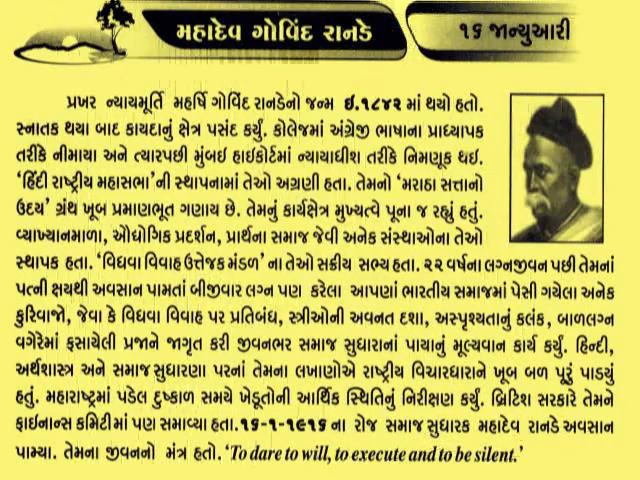 મહાદેવ ગોવિંદ રાનડે
૧૬ જાન્યુઆરી
પ્રખર ન્યાયમૂર્તિ મહર્ષિ ગોવિંદ રાનડેનો જન્મ ઇ.૧૮૪૨ માં થયો હતો.
સ્નાતક થયા બાદ કાયદાનું ક્ષેત્ર પસંદ કર્યું. કોલેજમાં અંગ્રેજી ભાષાના પ્રાધ્યાપક
તરીકે નીમાયા અને ત્યારપછી મુંબઇ હાઇકોર્ટમાં ન્યાયાધીશ તરીકે નિમણૂક થઇ.
‘હિંદી રાષ્ટ્રીય મહાસભા’ની સ્થાપનામાં તેઓ અગ્રણી હતા. તેમનો ‘મરાઠા સત્તાનો
ઉદય’ ગ્રંથ ખૂબ પ્રમાણભૂત ગણાય છે. તેમનું કાર્યક્ષેત્ર મુખ્યત્વે પૂના જ રહ્યું હતું.
વ્યાખ્યાનમાળા, ઔદ્યોગિક પ્રદર્શન, પ્રાર્થના સમાજ જેવી અનેક સંસ્થાઓના તેઓ
સ્થાપક હતા. ‘વિધવા વિવાહ ઉત્તેજક મંડળ’ ના તેઓ સક્રીય સભ્ય હતા. ૨૨ વર્ષના લગ્નજીવન પછી તેમનાં
પત્ની ક્ષયથી અવસાન પામતાં બીજીવાર લગ્ન પણ કરેલા આપણાં ભારતીય સમાજમાં પેસી ગયેલા અનેક
કુરિવાજો, જેવા કે વિધવા વિવાહ પર પ્રતિબંધ, સ્ત્રીઓની અવનત દશા, અસ્પૃશ્યતાનું કલંક, બાળલગ્ન
વગેરેમાં ફસાયેલી પ્રજાને જાગૃત કરી જીવનભર સમાજ સુધારાનાં પાયાનું મૂલ્યવાન કાર્ય કર્યું. હિન્દી,
અર્થશાસ્ત્ર અને સમાજ સુધારણા પરનાં તેમના લખાણોએ રાષ્ટ્રીય વિચારધારાને ખૂબ બળ પૂરું પાડ્યું
હતું. મહારાષ્ટ્રમાં પડેલ દુષ્કાળ સમયે ખેડૂતોની આર્થિક સ્થિતિનું નિરીક્ષણ કર્યું. બ્રિટિશ સરકારે તેમને
ફાઇનાન્સ કમિટીમાં પણ સમાવ્યા હતા.૧૬-૧-૧૯૧૬ ના રોજ સમાજ સુધારક મહાદેવ રાનડે અવસાન
પામ્યા. તેમના જીવનનો મંત્ર હતો. ‘To dare to will, to execute and to be silent.’